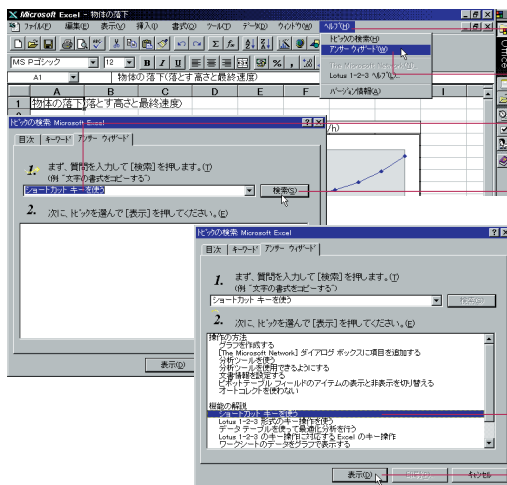 Microsoft Excel - 物体の落下
ファイル(F) 編集(E) 表示(V) 挿入(I) 書式(O) ツール(T) データ(D) ウィンドウ(W) ヘルプ(H)
トピックの検索(H)
アンサー ウィザード(W)
The Microsoft Network(N)
Lotus 1-2-3 ヘルプ(L)
バージョン情報(A)
Office
MS Pゴシック 12 B I U
A1 物体の落下(落とす高さと最終速度)
A B C D E F I
1 物体の落下(落とす高さと最終速度)
/h)
トピックの検索 Microsoft Excel
目次 キーワード アンサー ウィザード
1. まず、質問を入力して [検索] を押します。(T)
(例 "文字の書式をコピーする")
ショートカット キーを使う 検索(S)
2. 次に、トピックを選んで [表示] を押してください。(E)
表示(D)
トピックの検索 Microsoft Excel
目次 キーワード アンサー ウィザード
1. まず、質問を入力して [検索] を押します。(T)
(例 "文字の書式をコピーする")
ショートカット キーを使う 検索(S)
2. 次に、トピックを選んで [表示] を押してください。(E)
操作の方法
グラフを作成する
[The Microsoft Network] ダイアログ ボックスに項目を追加する
分析ツールを使う
分析ツールを使用できるようにする
文書情報を設定する
ピボットテーブル フィールドのアイテムの表示と非表示を切り替える
オートコレクトを使わない
機能の解説
ショートカット キーを使う
Lotus 1-2-3 形式のキー操作を使う
データ テーブルを使って最適化分析を行う
Lotus 1-2-3 のキー操作に対応する Excel のキー操作
ワークシートのデータをグラフで表示する
表示(D) キャンセル